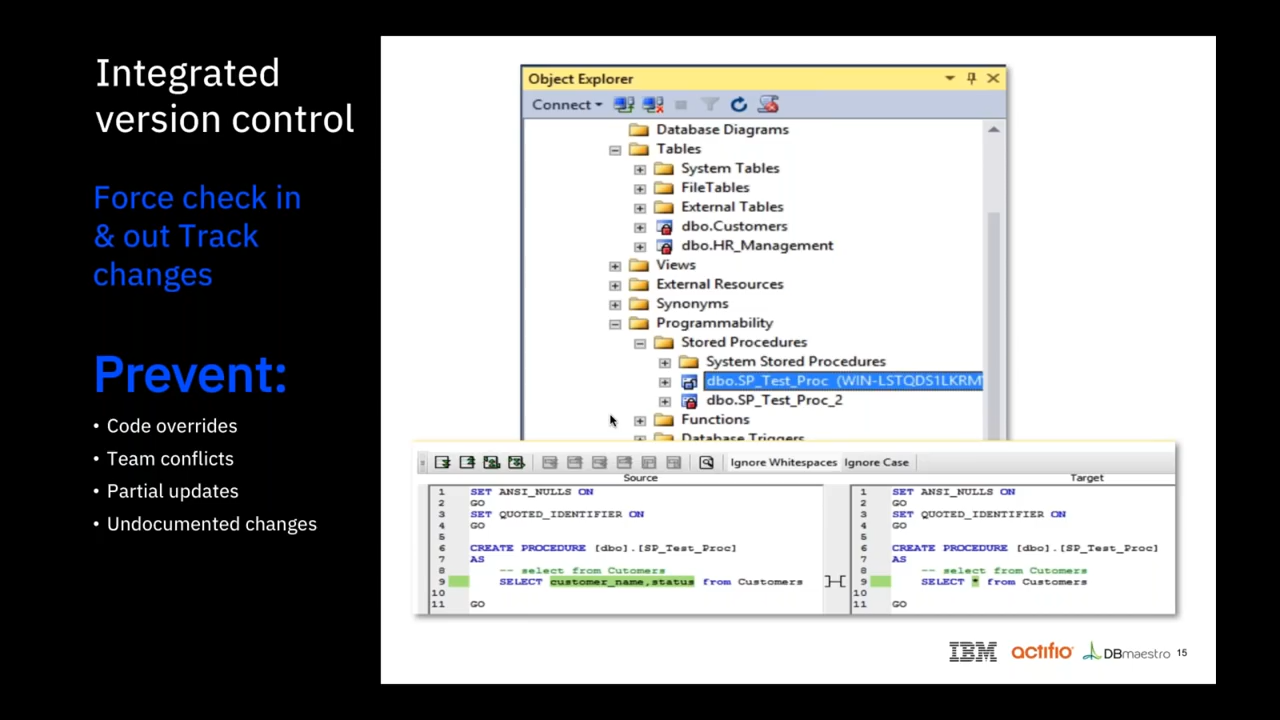 Integrated
version control
Force check in
& out Track
changes
Prevent:
• Code overrides
• Team conflicts
• Partial updates
• Undocumented changes
Object Explorer
Connect
Database Diagrams
Tables
System Tables
FileTables
External Tables
dbo.Customers
dbo.HR_Management
Views
External Resources
Synonyms
Programmability
Stored Procedures
System Stored Procedures
dbo.SP_Test_Proc (WIN-LSTQDS1LKRM
dbo.SP_Test_Proc_2
Functions
Database Triggers
Ignore Whitespaces Ignore Case
Source
1 SET ANSI_NULLS ON
2 GO
3 SET QUOTED_IDENTIFIER ON
4 GO
5
6 CREATE PROCEDURE [dbo].[SP_Test_Proc]
7 AS
8 -- select from Cutomers
9 SELECT customer_name,status from Customers
10
11 GO
Target
1 SET ANSI_NULLS ON
2 GO
3 SET QUOTED_IDENTIFIER ON
4 GO
5
6 CREATE PROCEDURE [dbo].[SP_Test_Proc]
7 AS
8 -- select from Cutomers
9 SELECT * from Customers
10
11 GO
IBM actifio DBmaestro 15